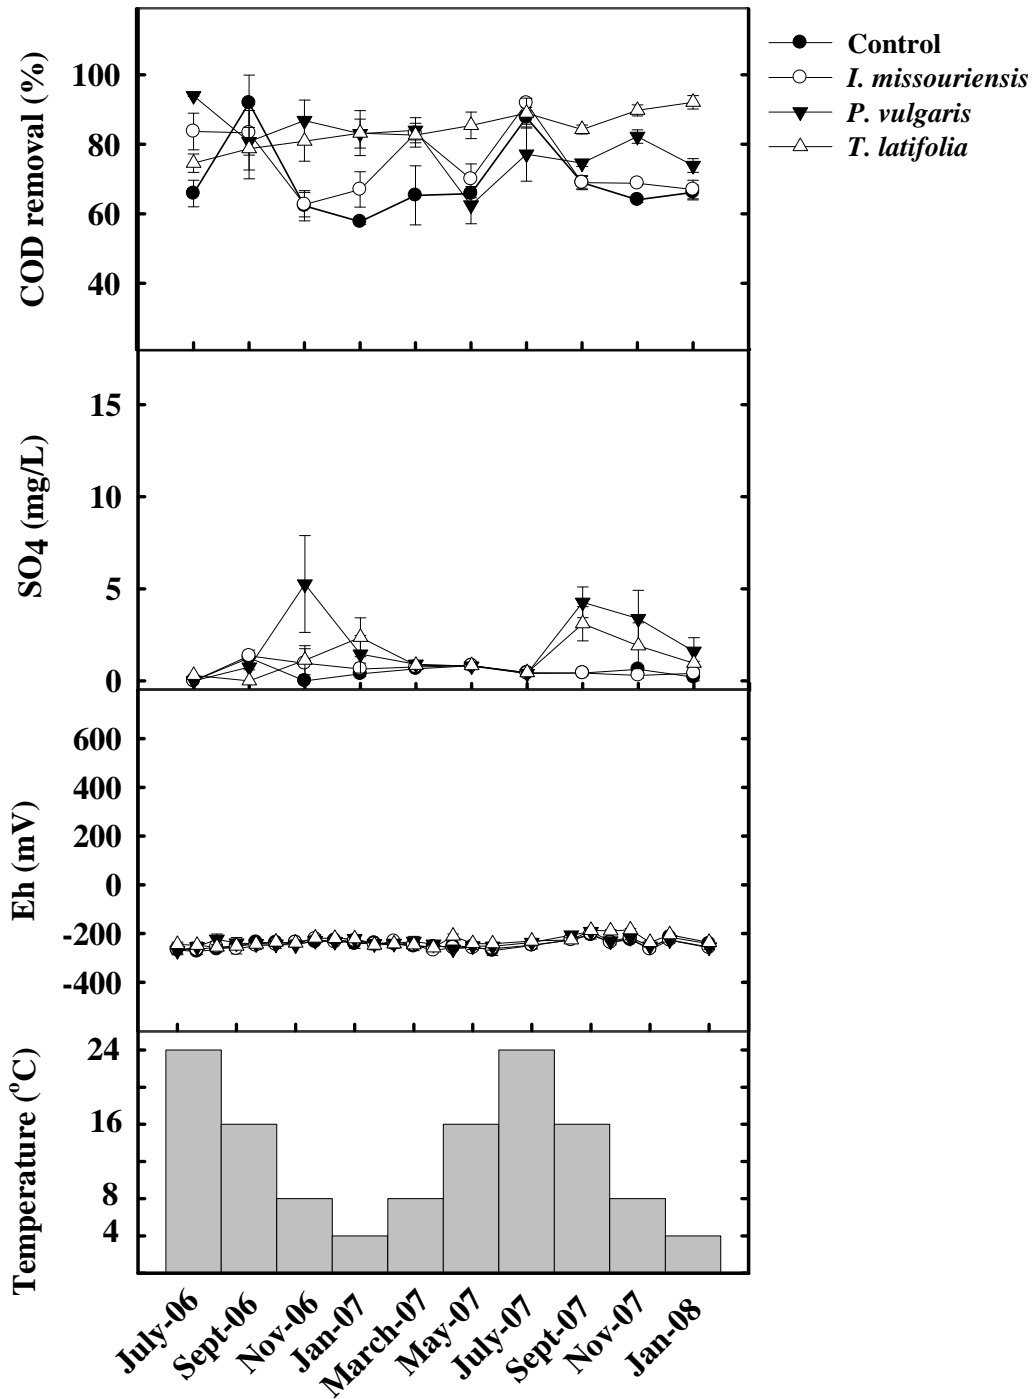 Control
I. missouriensis
P. vulgaris
T. latifolia
COD removal (%)
100
80
60
40
SO4 (mg/L)
15
10
5
0
Eh (mV)
600
400
200
0
-200
-400
Temperature (°C)
24
16
8
4
July-06
Sept-06
Nov-06
Jan-07
March-07
May-07
July-07
Sept-07
Nov-07
Jan-08